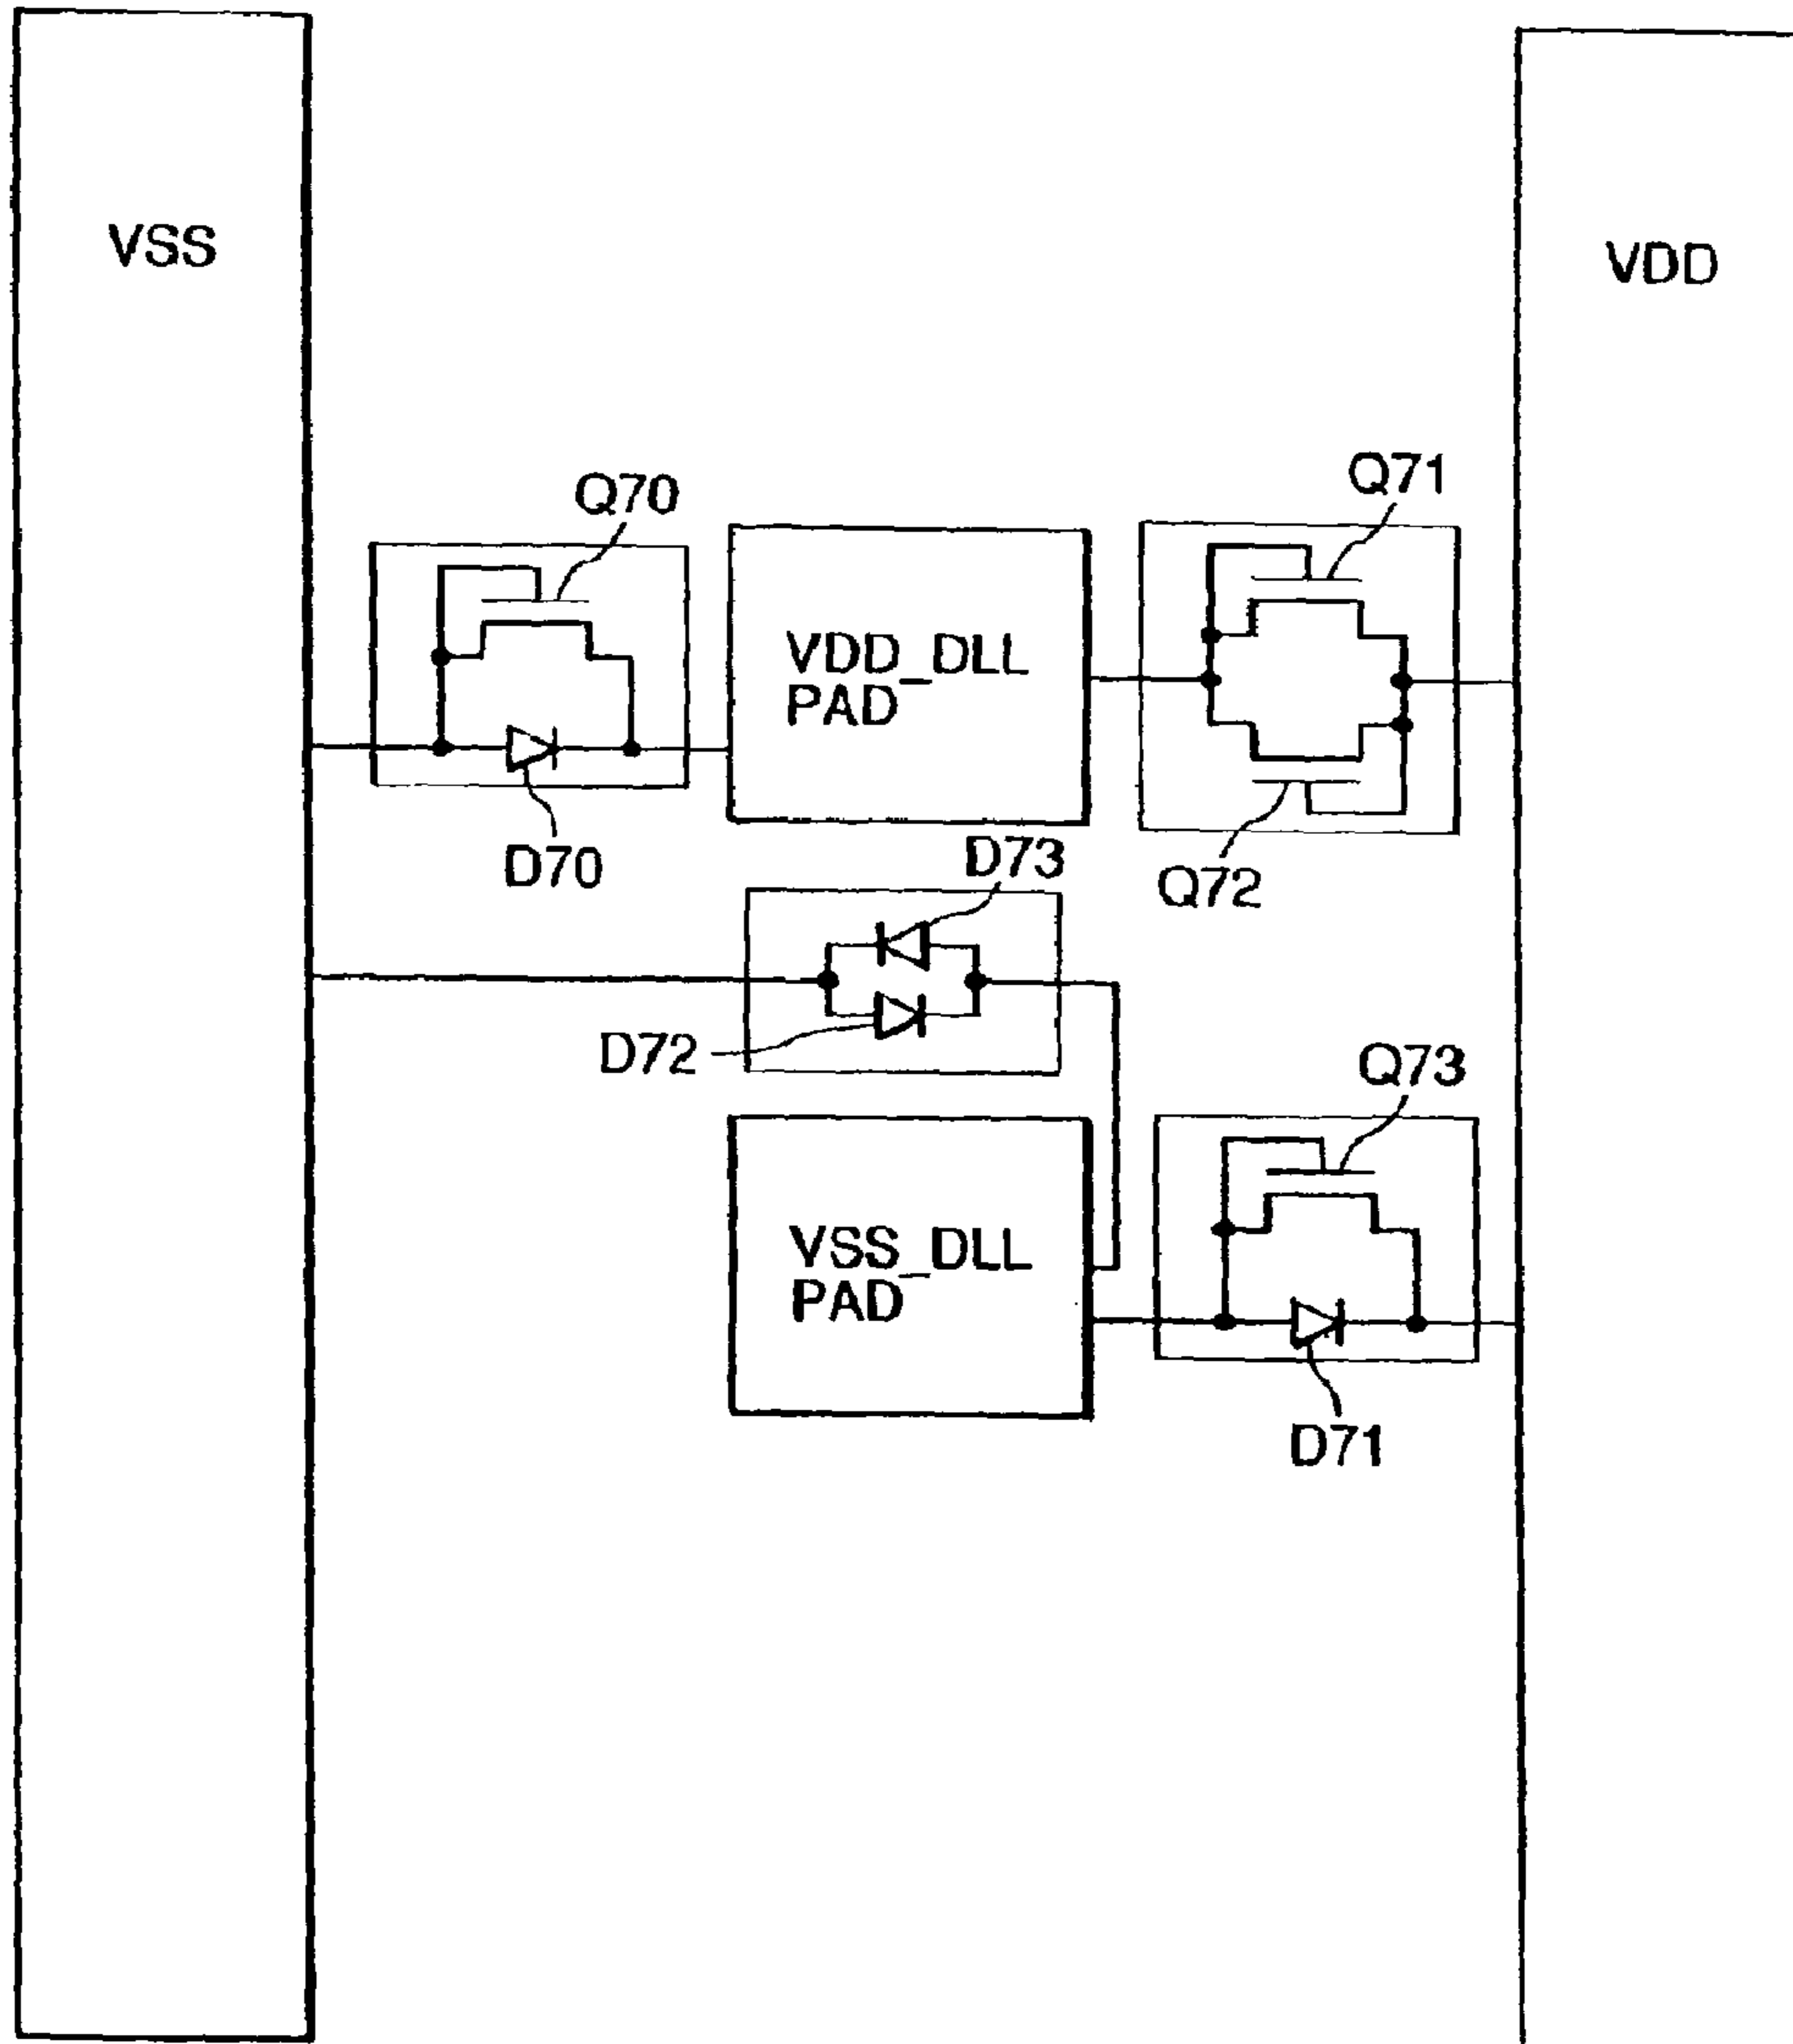 VSS
VDD
Q70
Q71
VDD_DLL
PAD
D70
D73
Q72
D72
Q73
VSS_DLL
PAD
D71